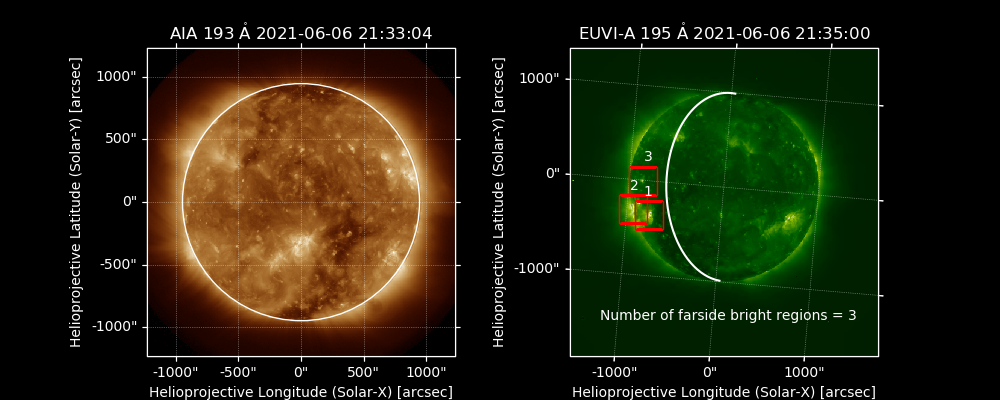 AIA 193 Å 2021-06-06 21:33:04
Helioprojective Latitude (Solar-Y) [arcsec]
1000"
500"
0"
-500"
-1000"
-1000" -500" 0" 500" 1000"
Helioprojective Longitude (Solar-X) [arcsec]
EUVI-A 195 Å 2021-06-06 21:35:00
Helioprojective Latitude (Solar-Y) [arcsec]
1000"
0"
-1000"
3
2 1
Number of farside bright regions = 3
-1000" 0" 1000"
Helioprojective Longitude (Solar-X) [arcsec]